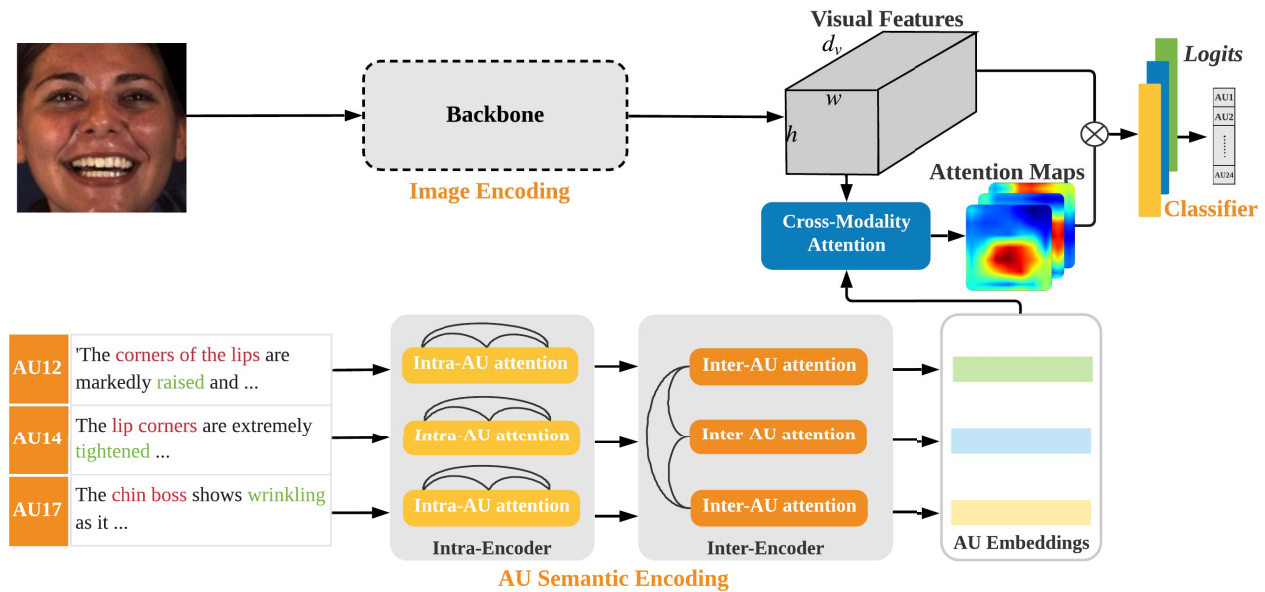 Visual Features
d_v
w
h
Backbone
Image Encoding
Logits
AU1
AU2
......
AU24
Classifier
Attention Maps
Cross-Modality
Attention
AU12
'The corners of the lips are
markedly raised and ...
AU14
The lip corners are extremely
tightened ...
AU17
The chin boss shows wrinkling
as it ...
Intra-AU attention
Intra-AU attention
Intra-AU attention
Intra-Encoder
Inter-AU attention
Inter-AU attention
Inter-AU attention
Inter-Encoder
AU Embeddings
AU Semantic Encoding